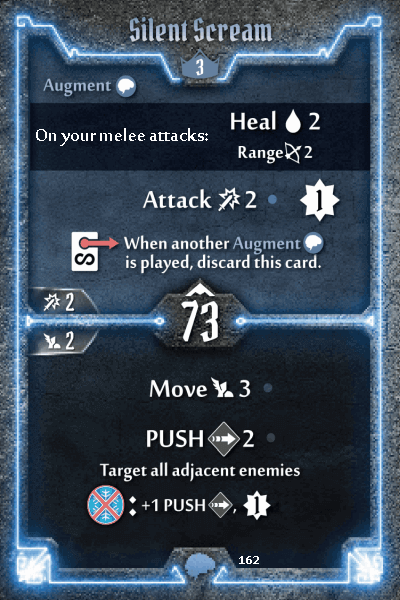 Silent Scream
3
Augment
On your melee attacks:
Heal 2
Range 2
Attack 2
1
When another Augment
is played, discard this card.
2
73
2
Move 3
PUSH 2
Target all adjacent enemies
: +1 PUSH , 1
162